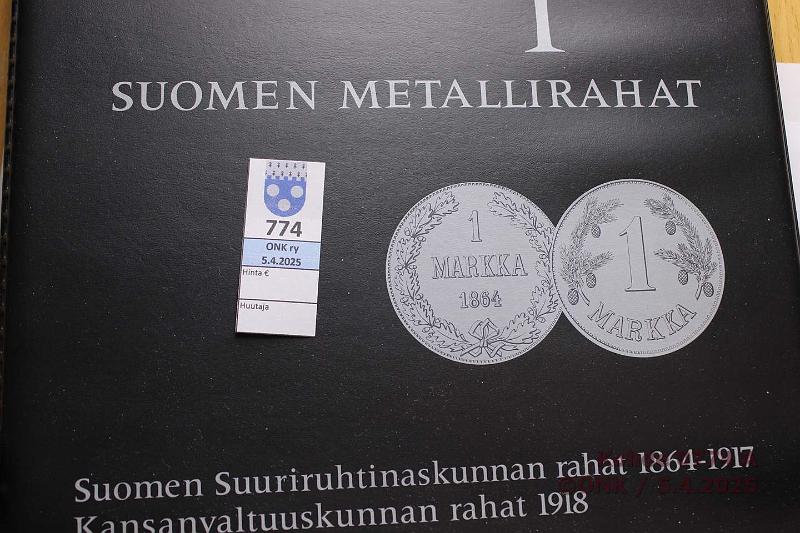 1
SUOMEN METALLIRAHAT
774
ONK ry
5.4.2025
Hinta €
Huutaja
1
MARKKA
1864
1
MARKKA
Suomen Suuriruhtinaskunnan rahat 1864-1917
Kansanvaltuuskunnan rahat 1918
©ONK / 5.4.2025